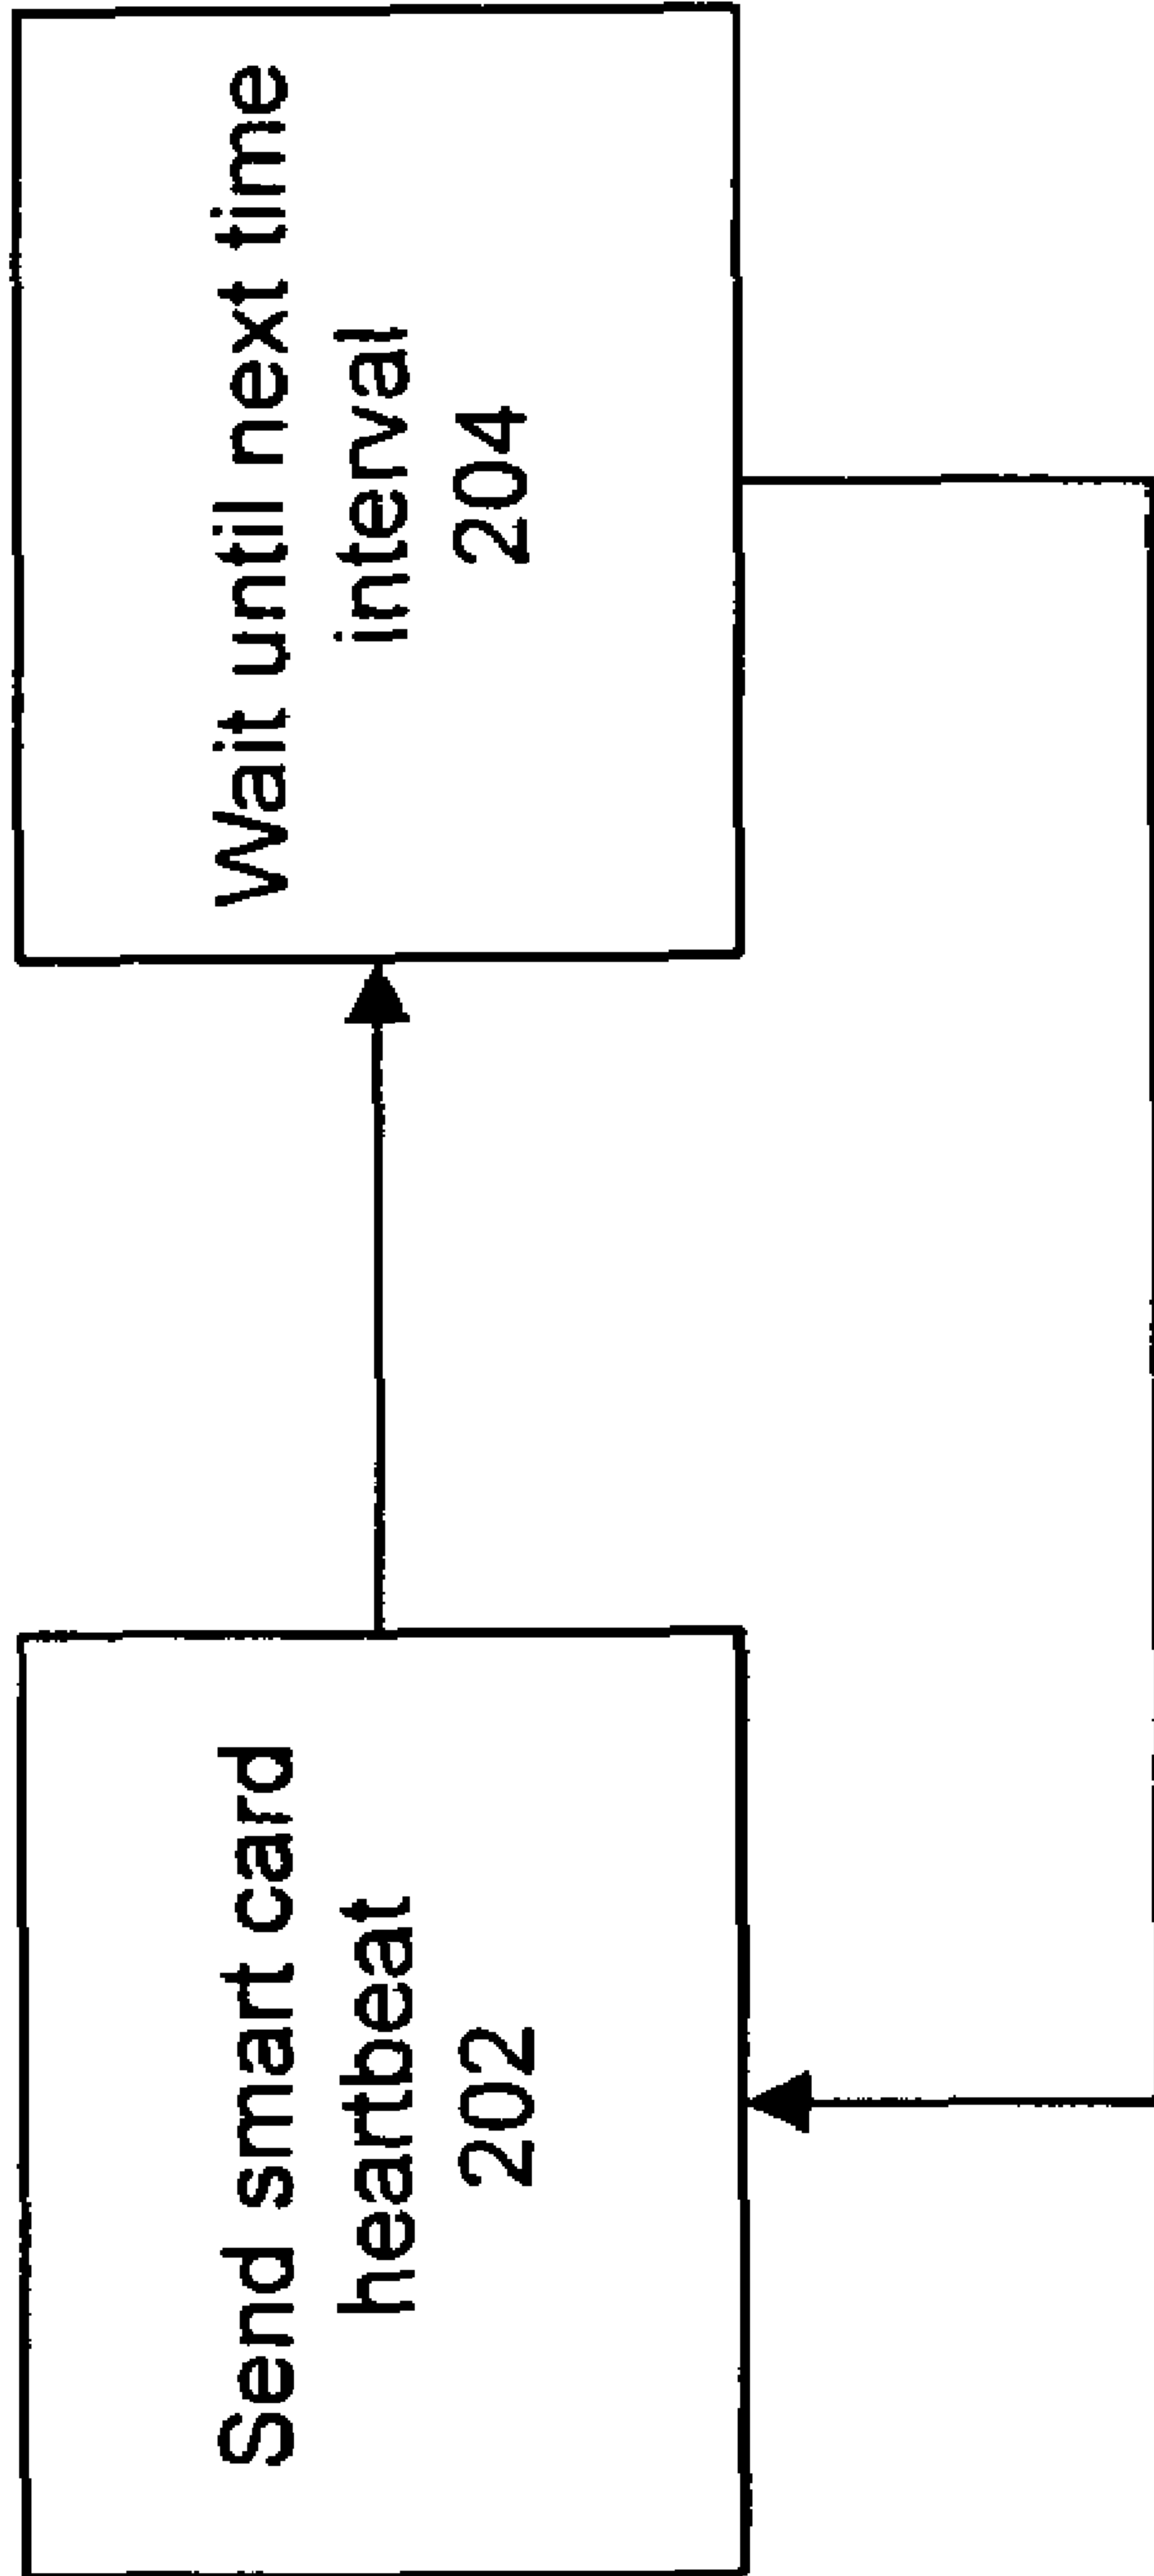 Send smart card
heartbeat
202
Wait until next time
interval
204